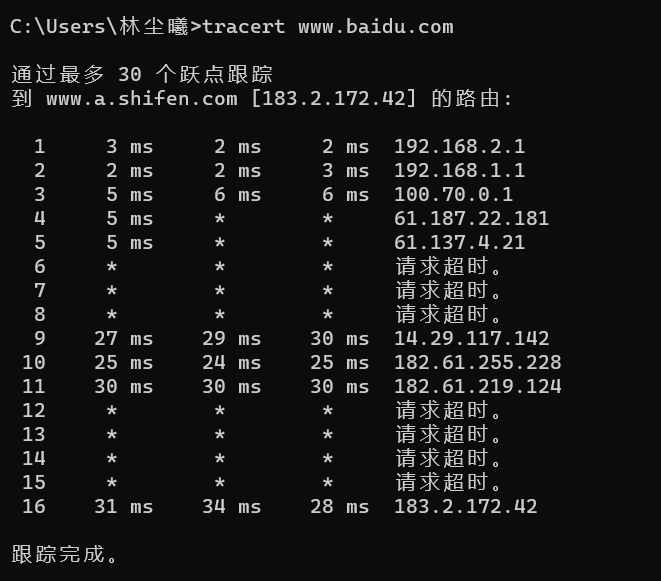 C:\Users\林尘曦>tracert www.baidu.com
通过最多 30 个跃点跟踪
到 www.a.shifen.com [183.2.172.42] 的路由:
1 3 ms 2 ms 2 ms 192.168.2.1
2 2 ms 2 ms 3 ms 192.168.1.1
3 5 ms 6 ms 6 ms 100.70.0.1
4 5 ms * * 61.187.22.181
5 5 ms * * 61.137.4.21
6 * * * 请求超时。
7 * * * 请求超时。
8 * * * 请求超时。
9 27 ms 29 ms 30 ms 14.29.117.142
10 25 ms 24 ms 25 ms 182.61.255.228
11 30 ms 30 ms 30 ms 182.61.219.124
12 * * * 请求超时。
13 * * * 请求超时。
14 * * * 请求超时。
15 * * * 请求超时。
16 31 ms 34 ms 28 ms 183.2.172.42
跟踪完成。